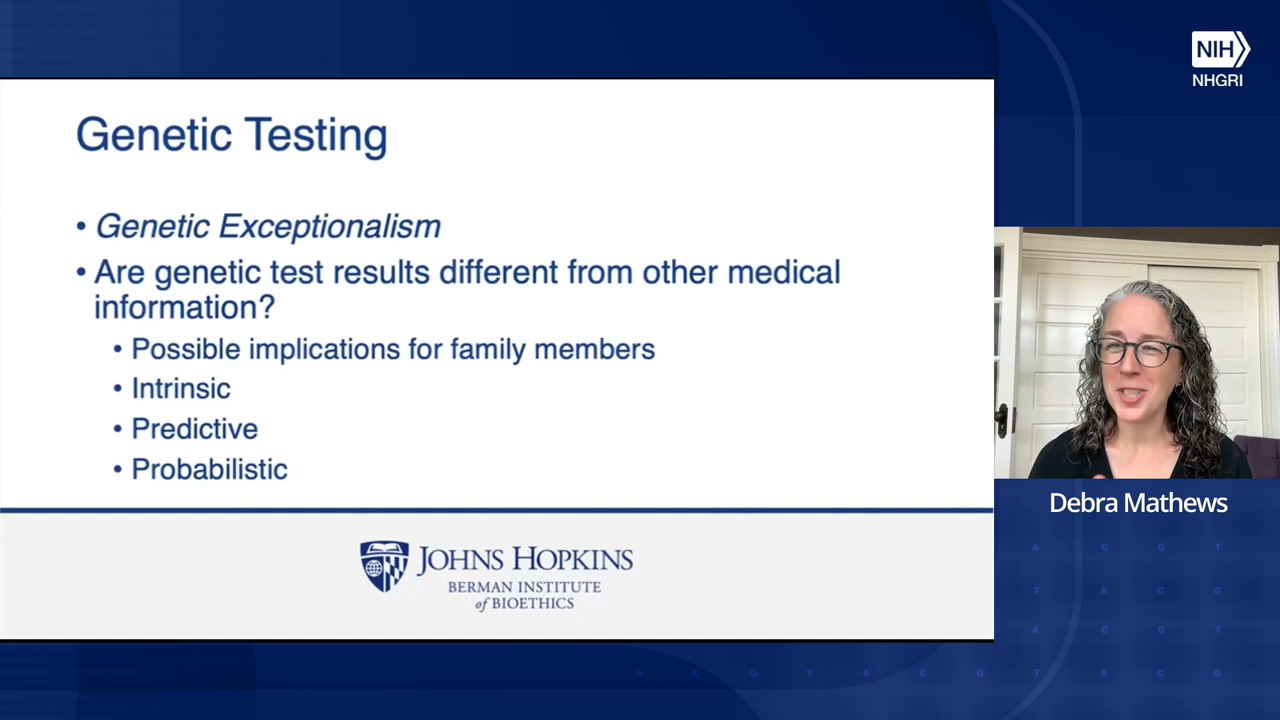 NIH
NHGRI
Genetic Testing
• Genetic Exceptionalism
• Are genetic test results different from other medical
information?
• Possible implications for family members
• Intrinsic
• Predictive
• Probabilistic
Debra Mathews
JOHNS HOPKINS
BERMAN INSTITUTE
of BIOETHICS
A C G T
T A C G
A C G T
A C G T A C G T A C G